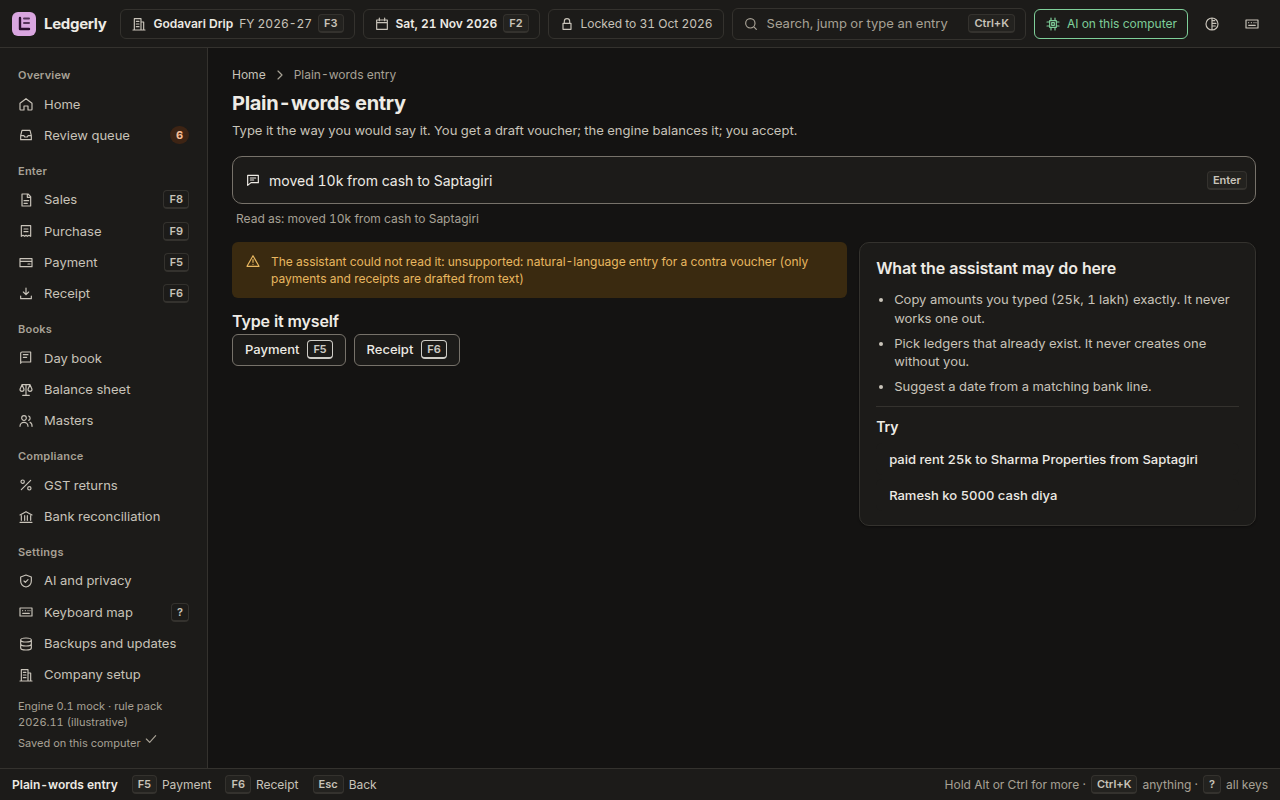 Ledgerly
Godavari Drip FY 2026-27 F3
Sat, 21 Nov 2026 F2
Locked to 31 Oct 2026
Search, jump or type an entry Ctrl+K
AI on this computer
Overview
Home
Review queue 6
Enter
Sales F8
Purchase F9
Payment F5
Receipt F6
Books
Day book
Balance sheet
Masters
Compliance
GST returns
Bank reconciliation
Settings
AI and privacy
Keyboard map ?
Backups and updates
Company setup
Engine 0.1 mock · rule pack
2026.11 (illustrative)
Saved on this computer
Home > Plain-words entry
Plain-words entry
Type it the way you would say it. You get a draft voucher; the engine balances it; you accept.
moved 10k from cash to Saptagiri Enter
Read as: moved 10k from cash to Saptagiri
The assistant could not read it: unsupported: natural-language entry for a contra voucher (only
payments and receipts are drafted from text)
Type it myself
Payment F5 Receipt F6
What the assistant may do here
• Copy amounts you typed (25k, 1 lakh) exactly. It never
works one out.
• Pick ledgers that already exist. It never creates one
without you.
• Suggest a date from a matching bank line.
Try
paid rent 25k to Sharma Properties from Saptagiri
Ramesh ko 5000 cash diya
Plain-words entry F5 Payment F6 Receipt Esc Back
Hold Alt or Ctrl for more · Ctrl+K anything · ? all keys